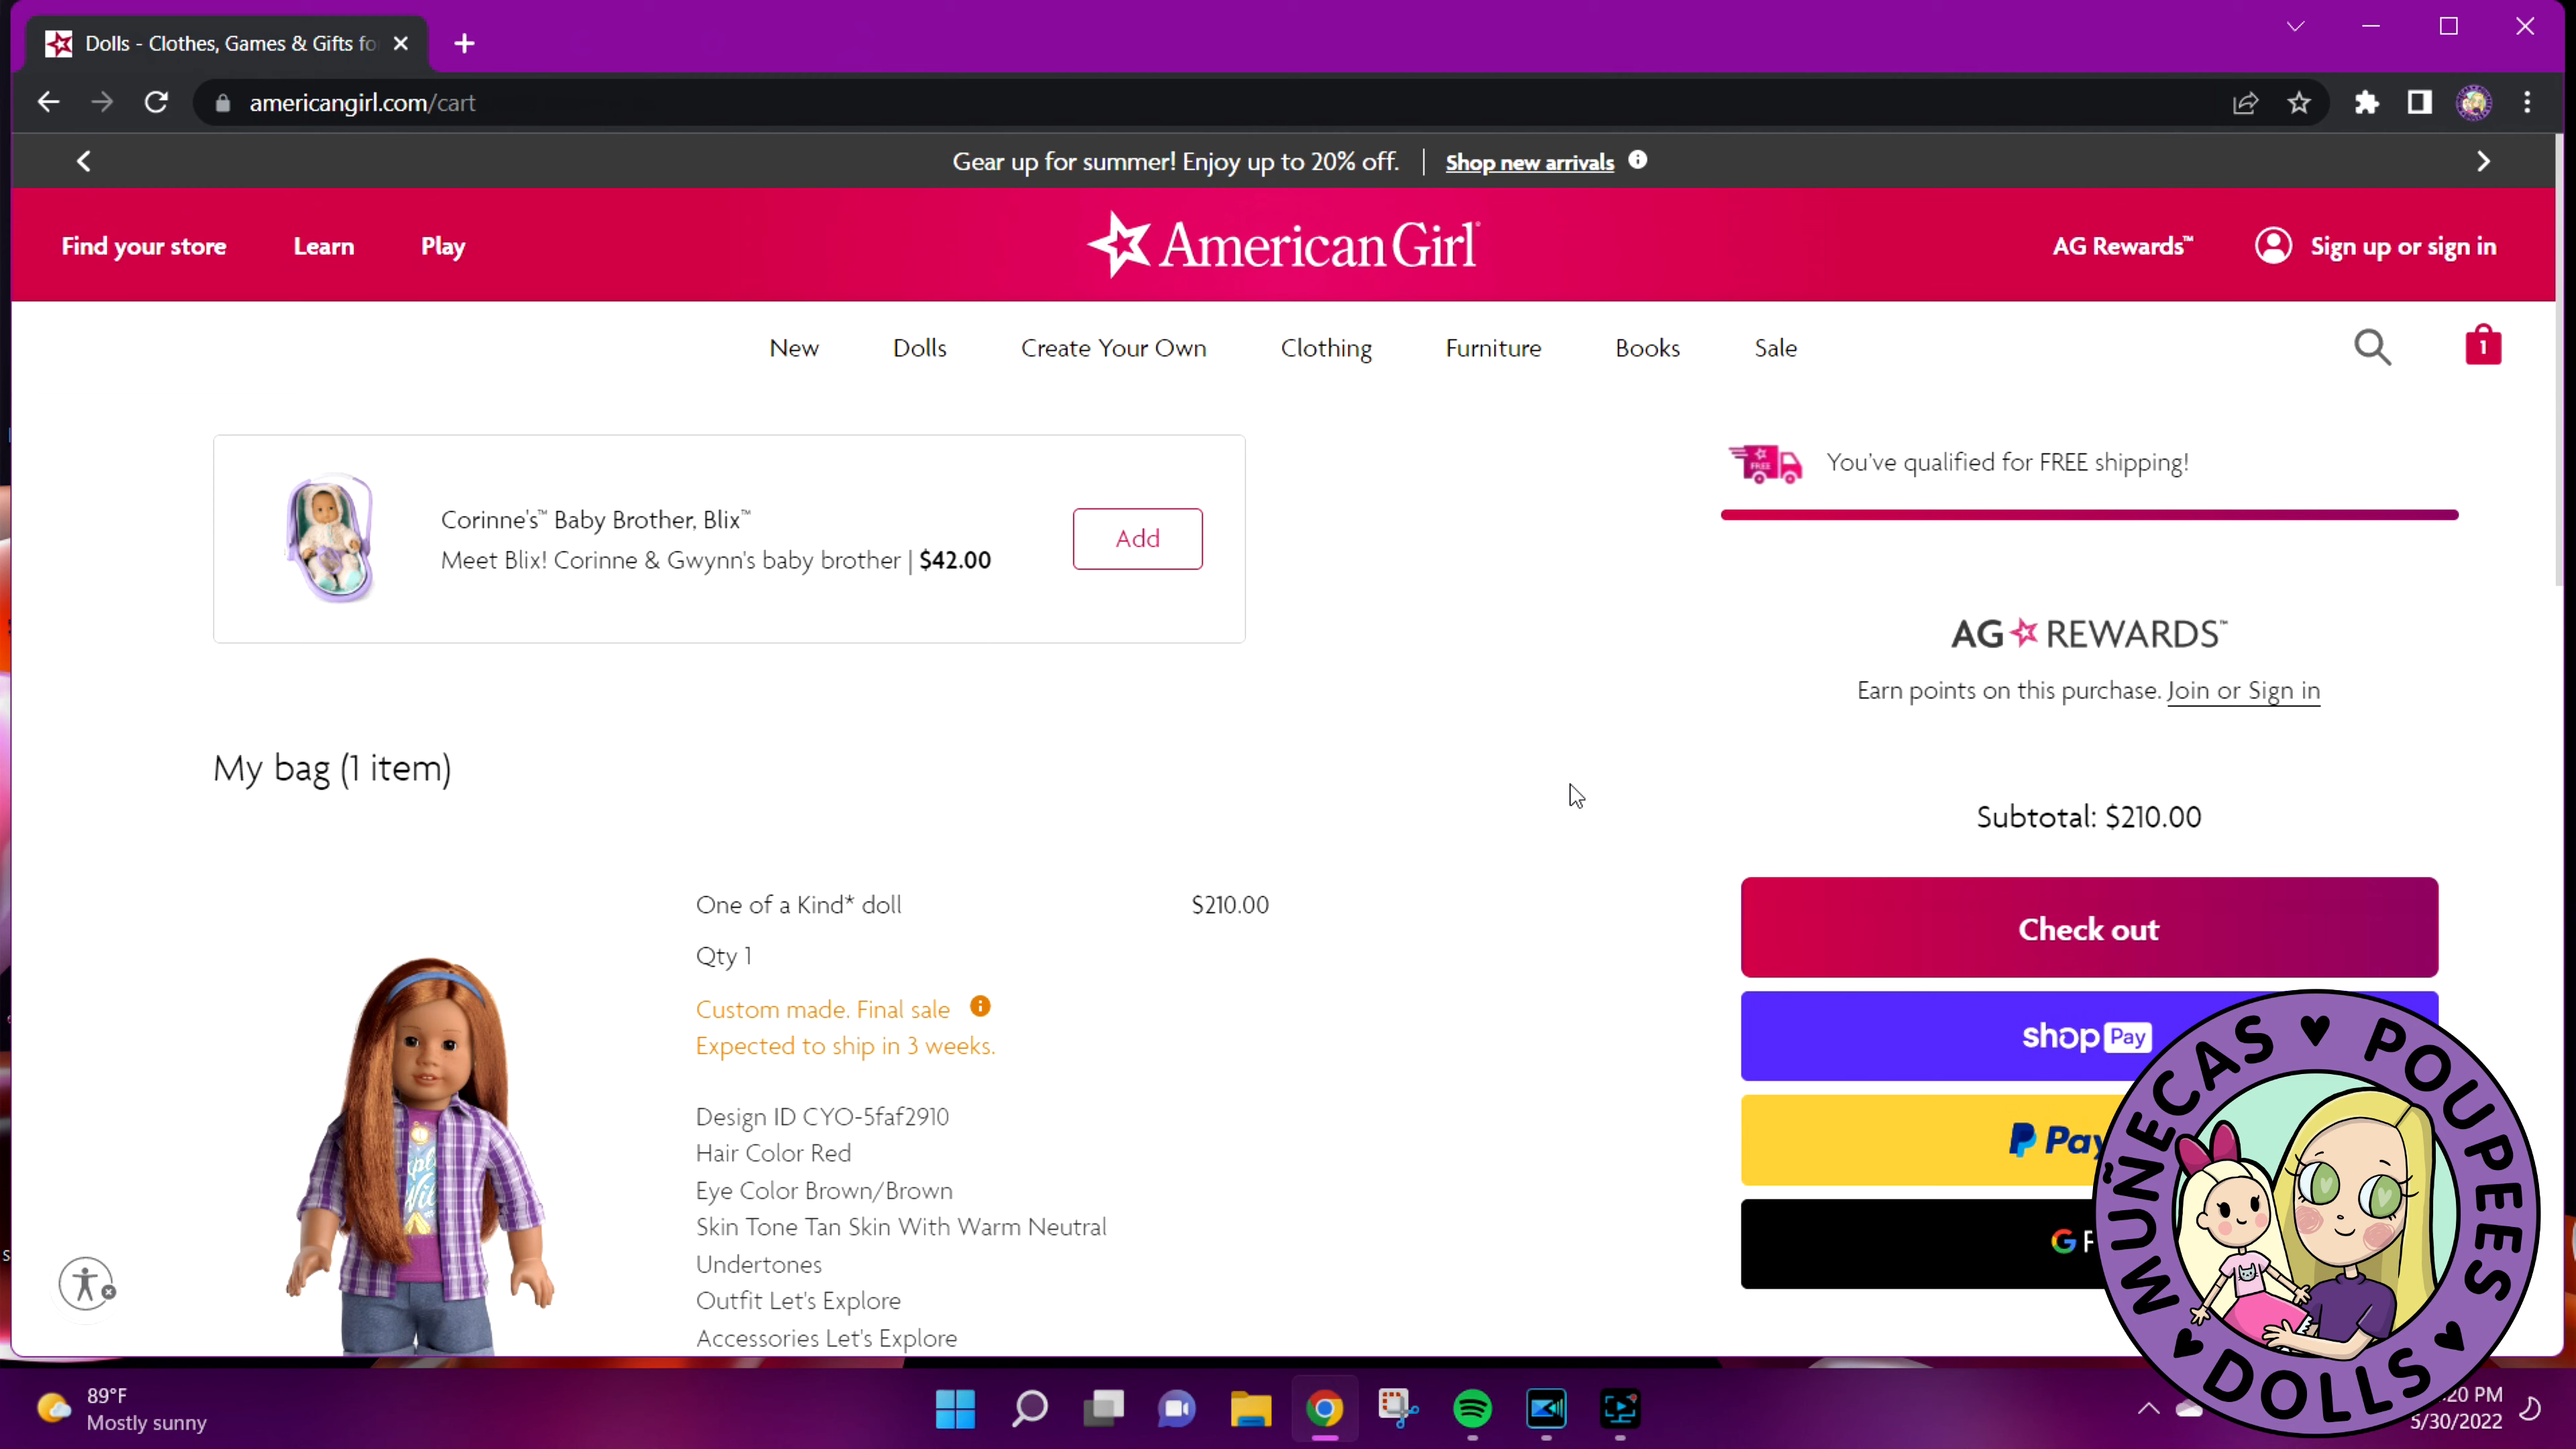 Dolls - Clothes, Games & Gifts fo
americangirl.com/cart
Gear up for summer! Enjoy up to 20% off. | Shop new arrivals
Find your store
Learn
Play
American Girl
AG Rewards™
Sign up or sign in
New
Dolls
Create Your Own
Clothing
Furniture
Books
Sale
1
Corinne's™ Baby Brother, Blix™
Meet Blix! Corinne & Gwynn's baby brother | $42.00
Add
FREE
You've qualified for FREE shipping!
AG REWARDS™
Earn points on this purchase. Join or Sign in
My bag (1 item)
Subtotal: $210.00
One of a Kind* doll
$210.00
Qty 1
Custom made. Final sale
Expected to ship in 3 weeks.
Design ID CYO-5faf2910
Hair Color Red
Eye Color Brown/Brown
Skin Tone Tan Skin With Warm Neutral
Undertones
Outfit Let's Explore
Accessories Let's Explore
Check out
shop Pay
Pay
G P
MUÑECAS ♥ POUPEES ♥ DOLLS ♥
89°F
Mostly sunny
:20 PM
5/30/2022